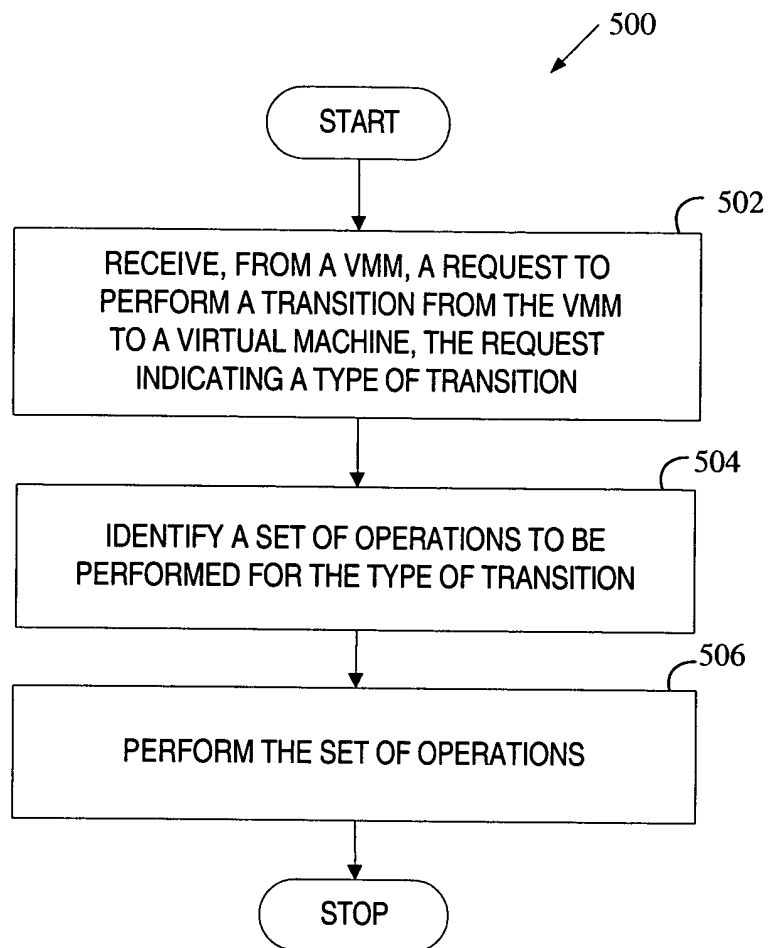 500
START
502
RECEIVE, FROM A VMM, A REQUEST TO
PERFORM A TRANSITION FROM THE VMM
TO A VIRTUAL MACHINE, THE REQUEST
INDICATING A TYPE OF TRANSITION
504
IDENTIFY A SET OF OPERATIONS TO BE
PERFORMED FOR THE TYPE OF TRANSITION
506
PERFORM THE SET OF OPERATIONS
STOP